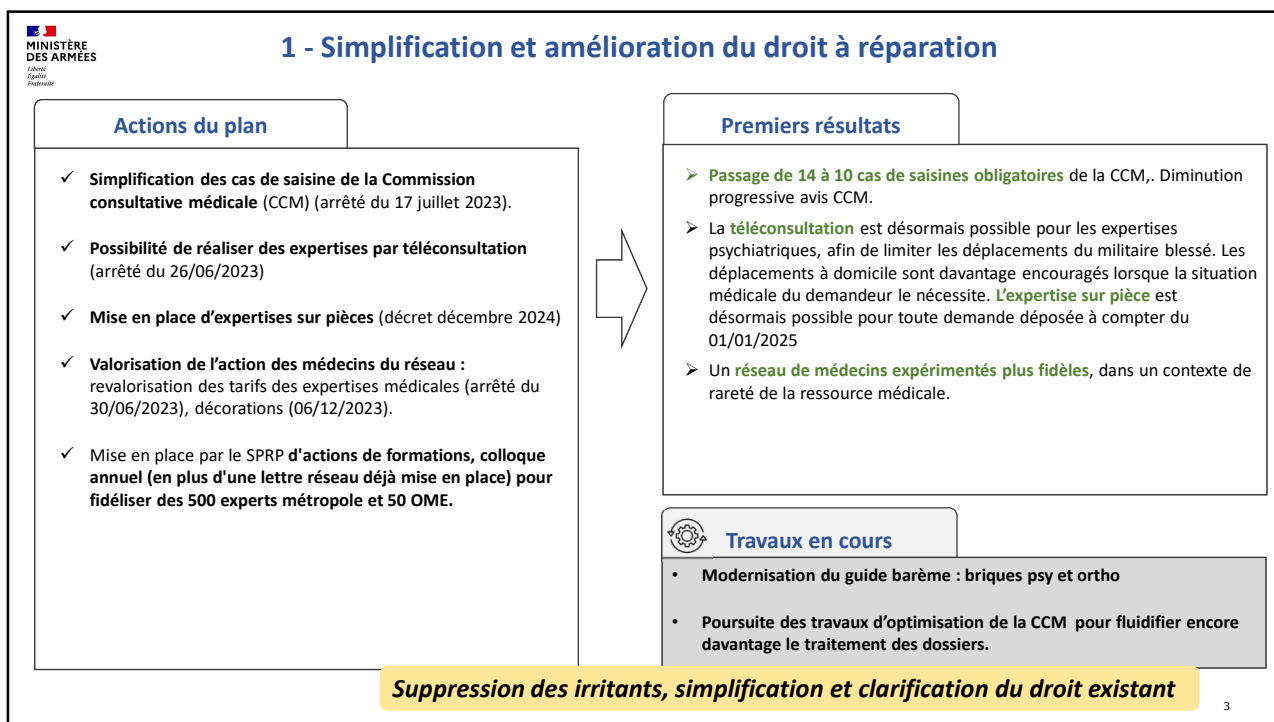 MINISTÈRE
DES ARMÉES
Liberté
Égalité
Fraternité
1 - Simplification et amélioration du droit à réparation
Actions du plan
✓ Simplification des cas de saisine de la Commission
consultative médicale (CCM) (arrêté du 17 juillet 2023).
✓ Possibilité de réaliser des expertises par téléconsultation
(arrêté du 26/06/2023)
✓ Mise en place d’expertises sur pièces (décret décembre 2024)
✓ Valorisation de l’action des médecins du réseau :
revalorisation des tarifs des expertises médicales (arrêté du
30/06/2023), décorations (06/12/2023).
✓ Mise en place par le SPRP d'actions de formations, colloque
annuel (en plus d'une lettre réseau déjà mise en place) pour
fidéliser des 500 experts métropole et 50 OME.
Premiers résultats
➢ Passage de 14 à 10 cas de saisines obligatoires de la CCM,. Diminution
progressive avis CCM.
➢ La téléconsultation est désormais possible pour les expertises
psychiatriques, afin de limiter les déplacements du militaire blessé. Les
déplacements à domicile sont davantage encouragés lorsque la situation
médicale du demandeur le nécessite. L’expertise sur pièce est
désormais possible pour toute demande déposée à compter du
01/01/2025
➢ Un réseau de médecins expérimentés plus fidèles, dans un contexte de
rareté de la ressource médicale.
Travaux en cours
• Modernisation du guide barème : briques psy et ortho
• Poursuite des travaux d’optimisation de la CCM pour fluidifier encore
davantage le traitement des dossiers.
Suppression des irritants, simplification et clarification du droit existant
3